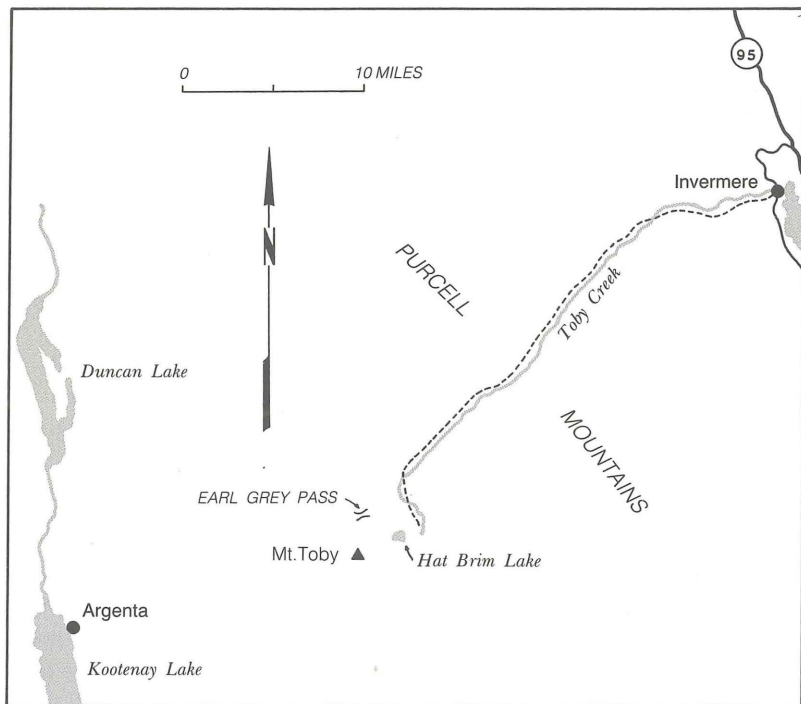 95
0 10 MILES
Invermere
N
PURCELL
Toby Creek
Duncan Lake
MOUNTAINS
EARL GREY PASS
Mt.Toby
Hat Brim Lake
Argenta
Kootenay Lake